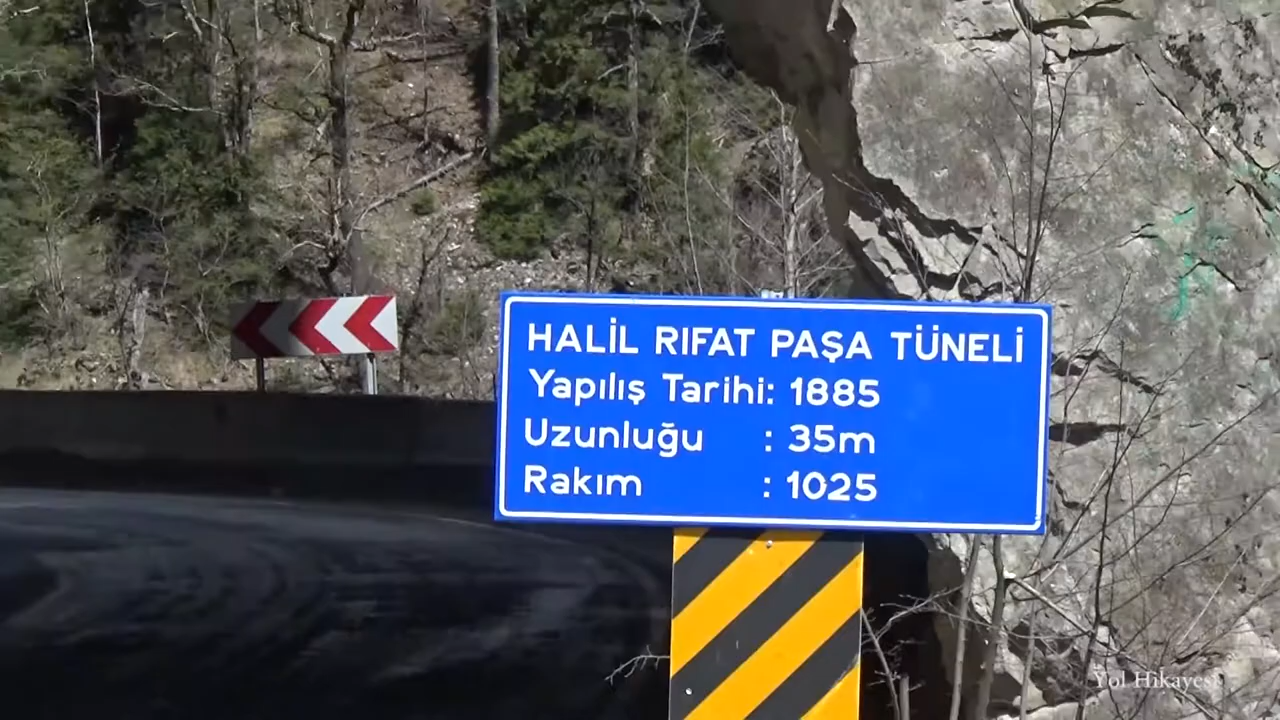 HALİL RIFAT PAŞA TÜNELİ
Yapılış Tarihi: 1885
Uzunluğu : 35m
Rakım : 1025
Yol Hikayesi